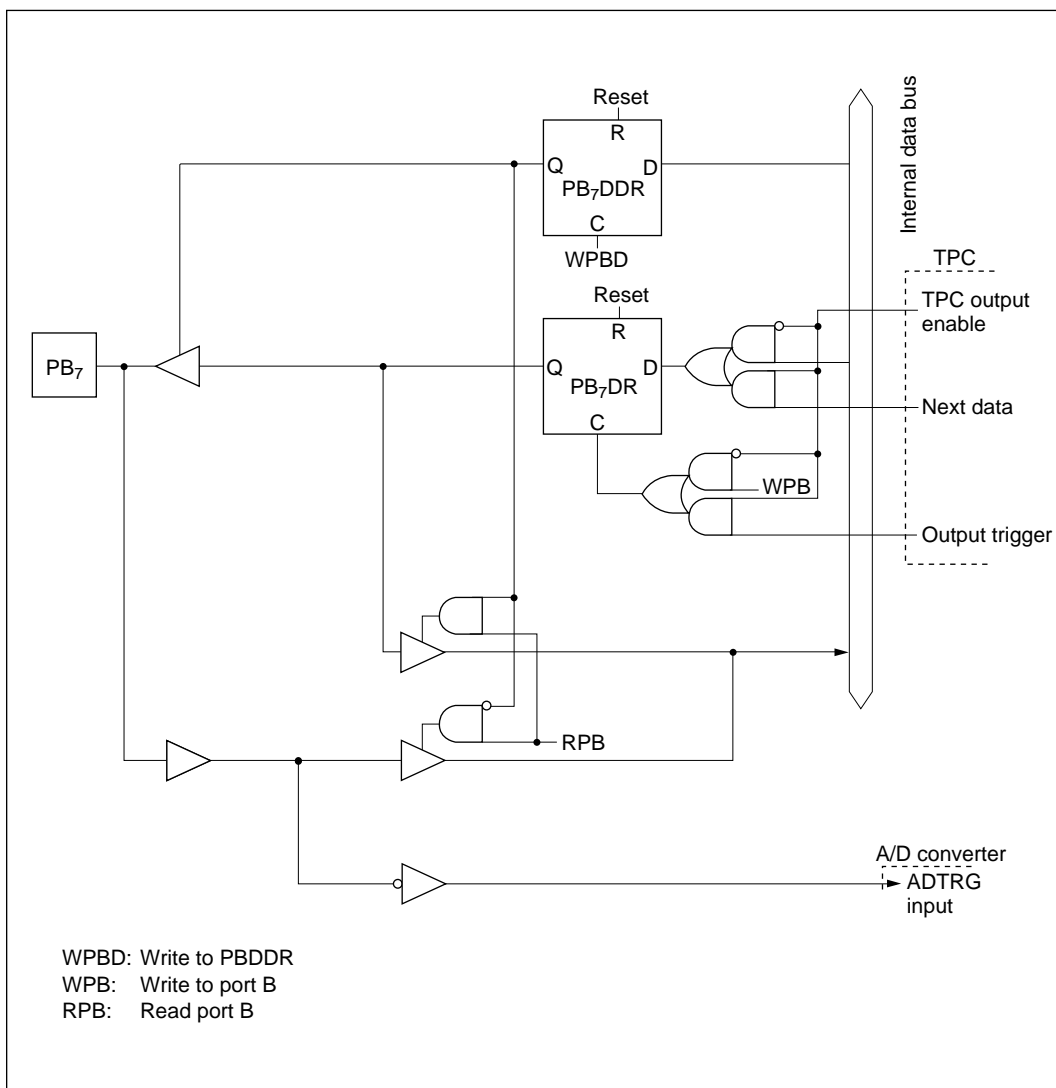 Reset
R
Q
D
PB₇DDR
C
WPBD
Internal data bus
TPC
Reset
TPC output
enable
R
PB₇
Q
D
PB₇DR
Next data
C
WPB
Output trigger
RPB
A/D converter
ADTRG
input
WPBD: Write to PBDDR
WPB: Write to port B
RPB: Read port B